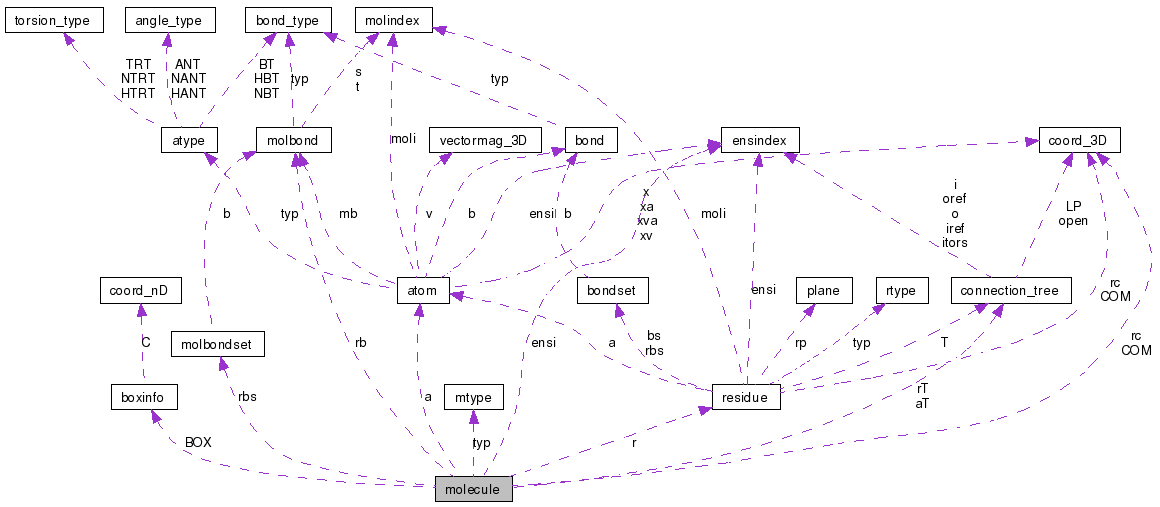 torsion_type
angle_type
bond_type
molindex
TRT
NTRT
HTRT
ANT
NANT
HANT
BT
HBT
NBT
typ
s
t
typ
atype
molbond
moli
vectormag_3D
bond
ensindex
coord_3D
b
typ
mb
v
b
ensi
b
x
xa
xva
xv
moli
i
oref
o
iref
itors
LP
open
coord_nD
atom
bondset
ensi
plane
rtype
connection_tree
rc
COM
C
molbondset
rb
ensi
a
bs
rbs
rp
typ
T
rc
COM
boxinfo
rbs
a
mtype
residue
rT
aT
BOX
typ
r
molecule